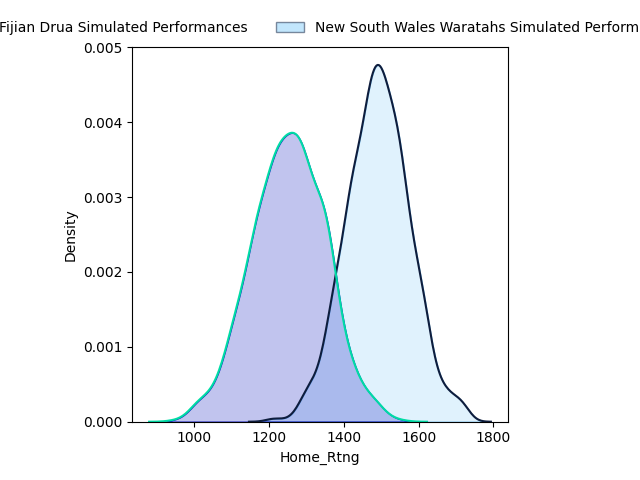 Fijian Drua Simulated Performances New South Wales Waratahs Simulated Perform
0.005
0.004
0.003
0.002
0.001
0.000
Density
1000 1200 1400 1600 1800
Home_Rtng